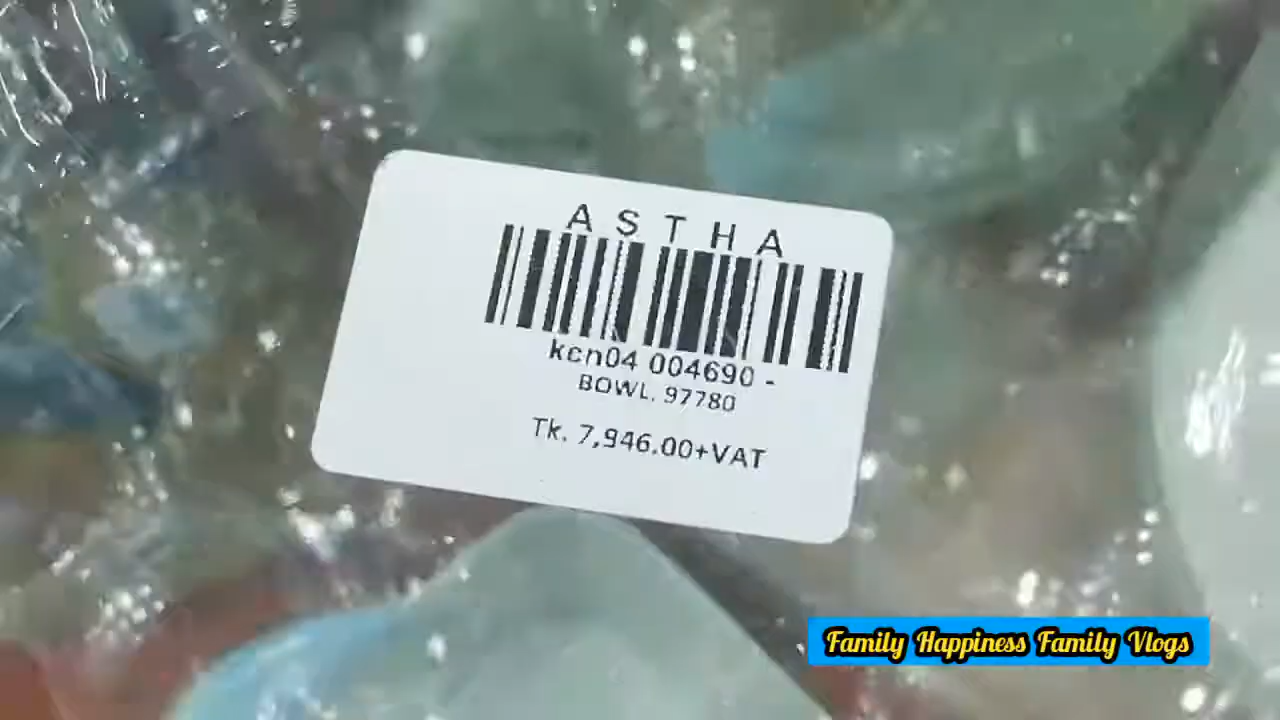 ASTHA
kcn04 004690 -
BOWL. 97780
Tk. 7,946.00+VAT
Family Happiness Family Vlogs